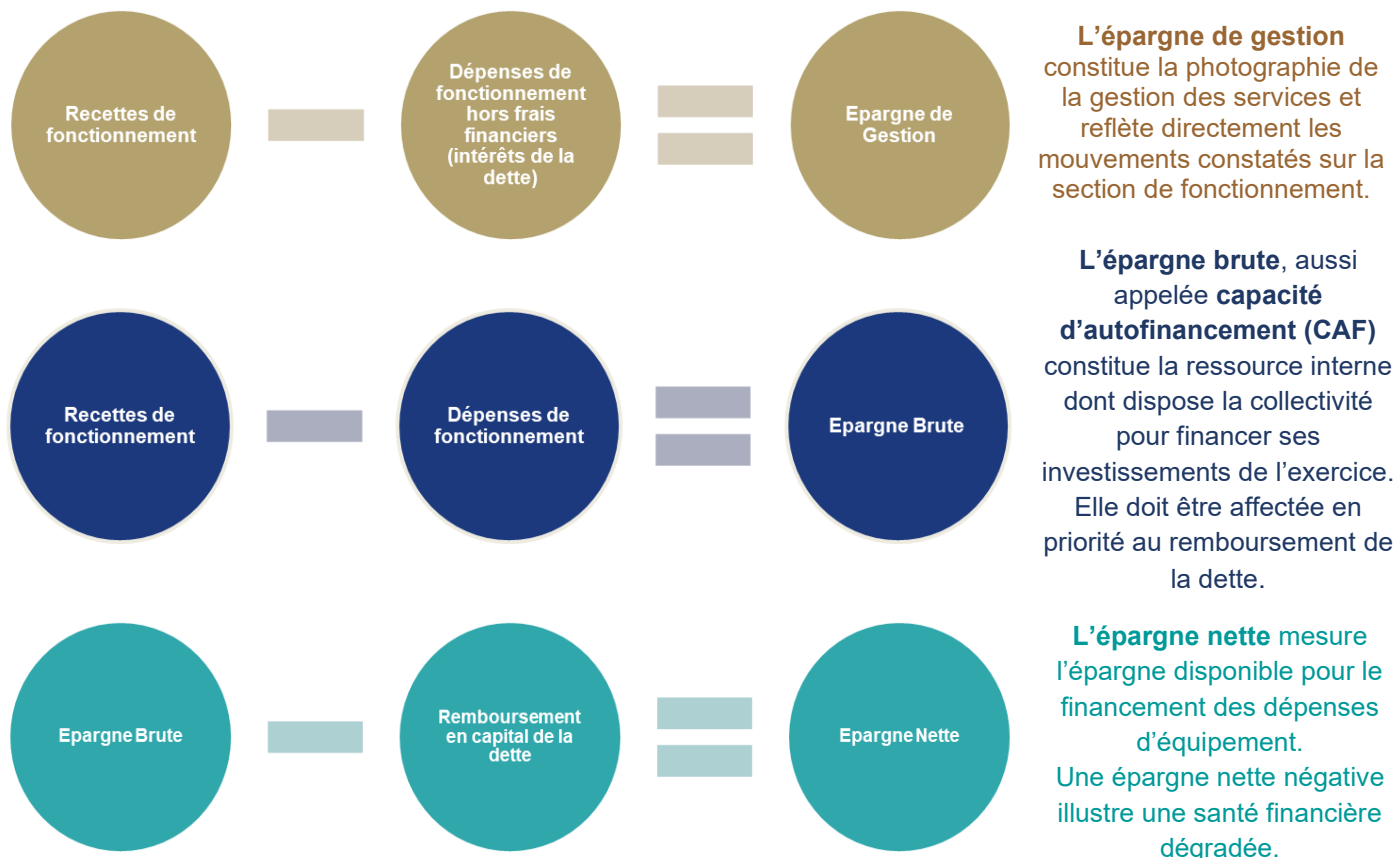 Recettes de
fonctionnement
Dépenses de
fonctionnement
hors frais
financiers
(intérêts de la
dette)
Epargne de
Gestion
L’épargne de gestion
constitue la photographie de
la gestion des services et
reflète directement les
mouvements constatés sur la
section de fonctionnement.
Recettes de
fonctionnement
Dépenses de
fonctionnement
Epargne Brute
L’épargne brute, aussi
appelée capacité
d’autofinancement (CAF)
constitue la ressource interne
dont dispose la collectivité
pour financer ses
investissements de l’exercice.
Elle doit être affectée en
priorité au remboursement de
la dette.
Epargne Brute
Remboursement
en capital de la
dette
Epargne Nette
L’épargne nette mesure
l’épargne disponible pour le
financement des dépenses
d’équipement.
Une épargne nette négative
illustre une santé financière
dégradée.